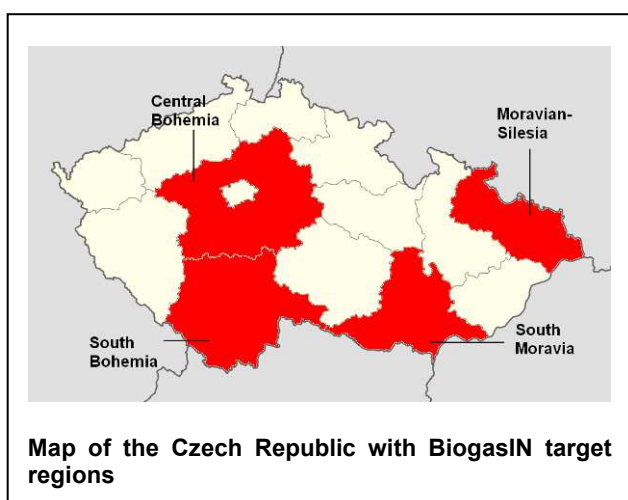 Central
Bohemia
Moravian-
Silesia
South
Bohemia
South
Moravia
Map of the Czech Republic with BiogasIN target
regions